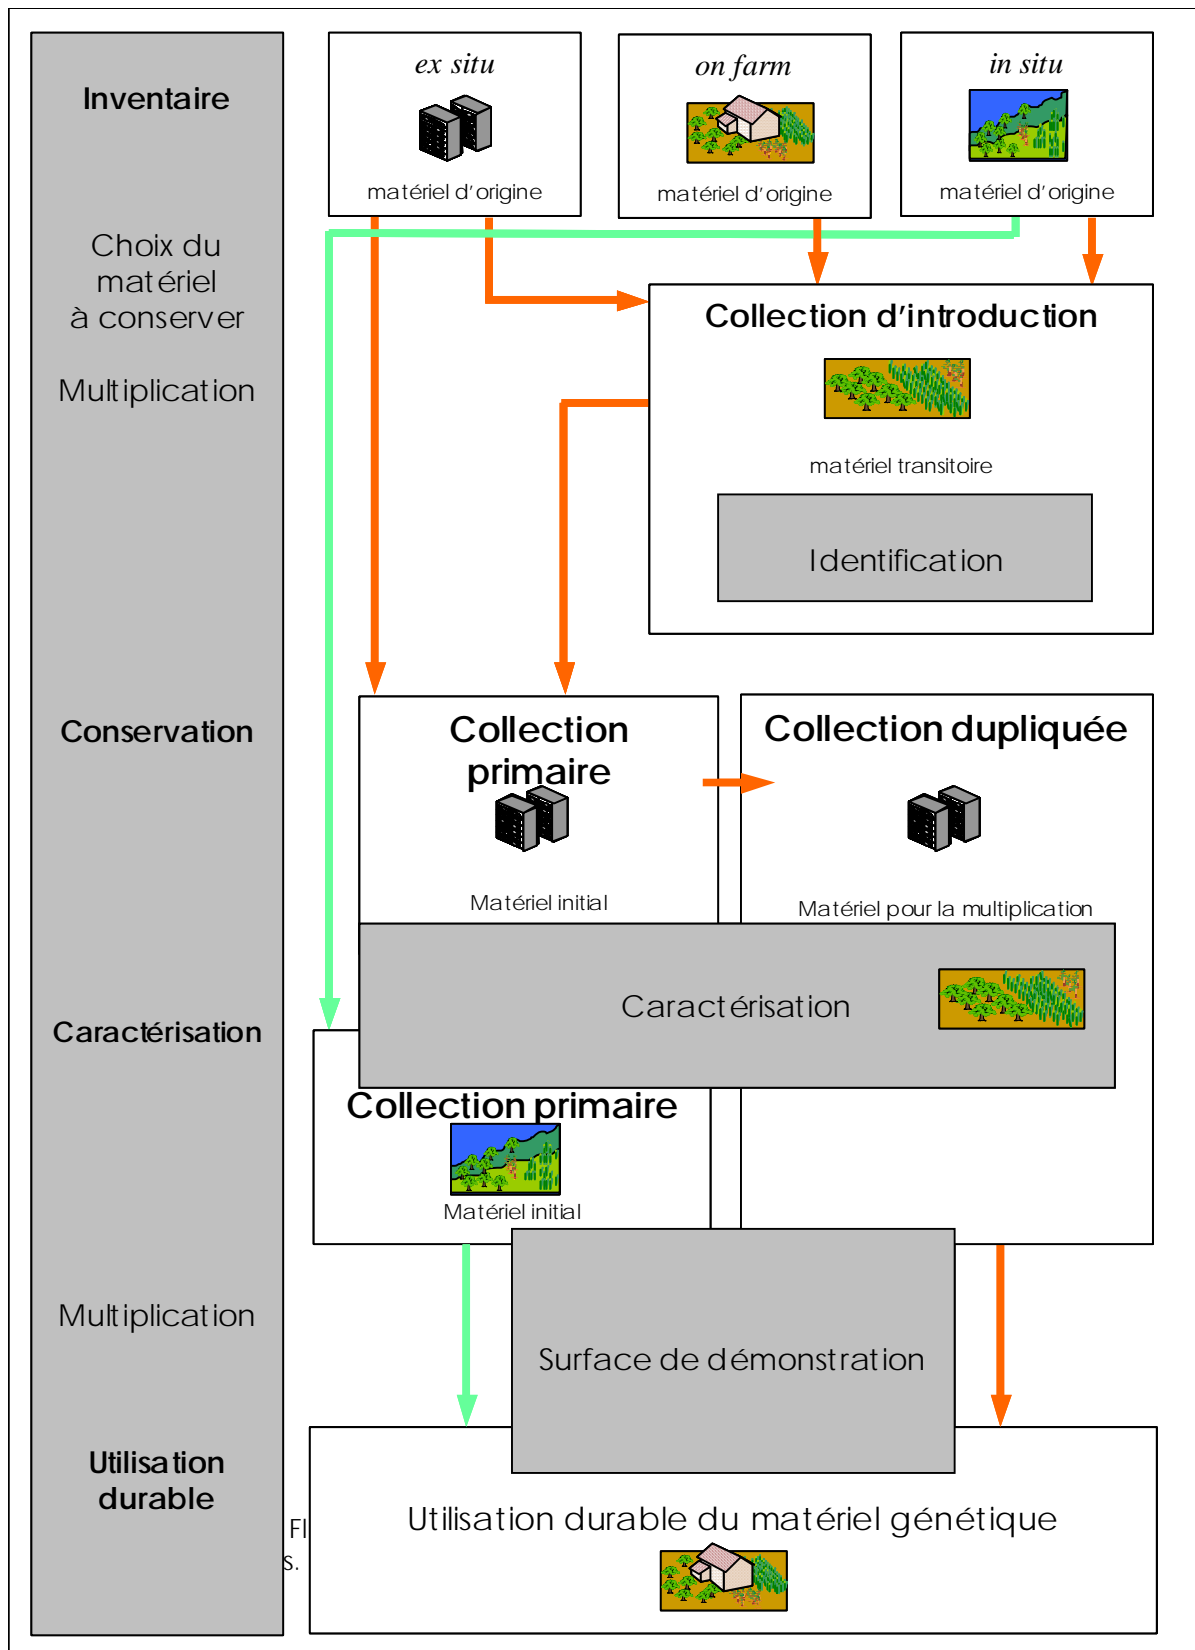 Inventaire
Choix du
matériel
à conserver
Multiplication
Conservation
Caractérisation
Multiplication
Utilisation
durable
ex situ
matériel d'origine
on farm
matériel d'origine
in situ
matériel d'origine
Collection d'introduction
matériel transitoire
Identification
Collection
primaire
Matériel initial
Collection dupliquée
Matériel pour la multiplication
Caractérisation
Collection primaire
Matériel initial
Surface de démonstration
Utilisation durable du matériel génétique
Fl
s.